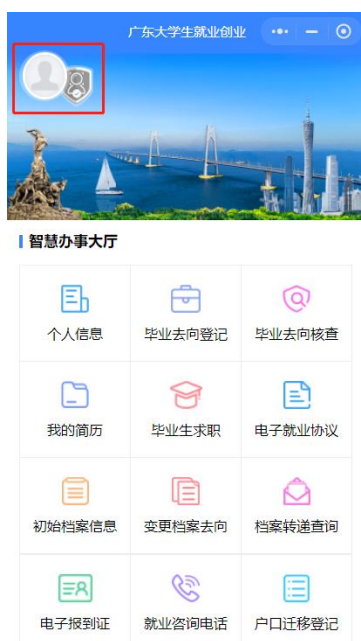 广东大学生就业创业
智慧办事大厅
个人信息
毕业去向登记
毕业去向核查
我的简历
毕业生求职
电子就业协议
初始档案信息
变更档案去向
档案转递查询
电子报到证
就业咨询电话
户口迁移登记